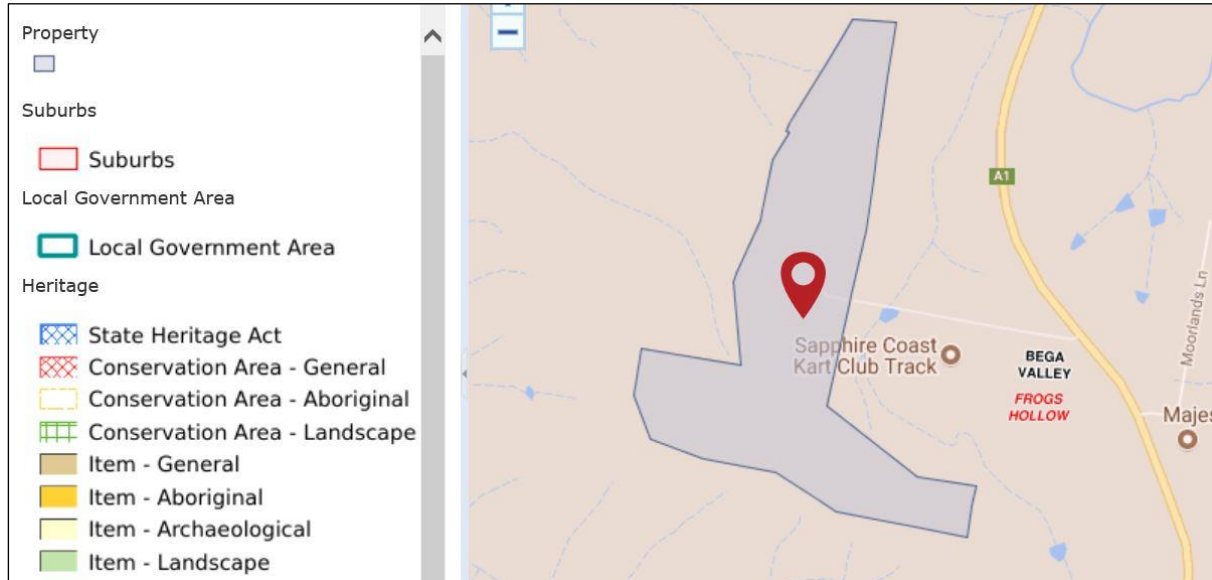 Property
Suburbs
Suburbs
Local Government Area
Local Government Area
Heritage
State Heritage Act
Conservation Area - General
Conservation Area - Aboriginal
Conservation Area - Landscape
Item - General
Item - Aboriginal
Item - Archaeological
Item - Landscape
A1
Moorlands Ln
Sapphire Coast
Kart Club Track
BEGA
VALLEY
FROGS
HOLLOW
Majes